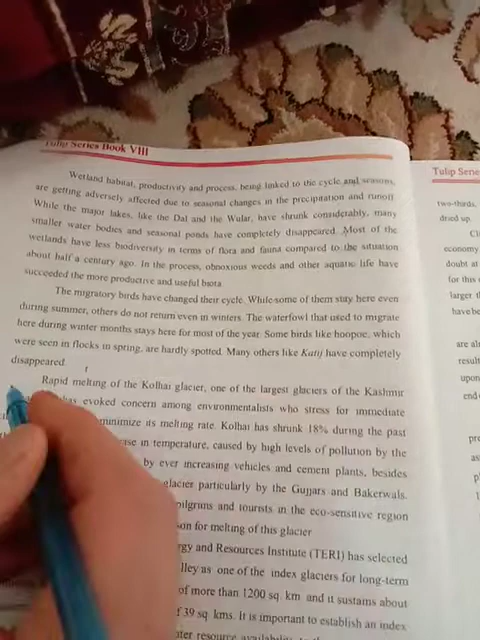 Tulip Series Book VIII
Wetland habitat, productivity and process, being linked to the cycle and seasons,
are getting adversely affected due to seasonal changes in the precipitation and runoff
While the major lakes, like the Dal and the Wular, have shrunk considerably, many
smaller water bodies and seasonal ponds have completely disappeared. Most of the
wetlands have less biodiversity in terms of flora and fauna compared to the situation
about half a century ago. In the process, obnoxious weeds and other aquatic life have
succeeded the more productive and useful biota
The migratory birds have changed their cycle. While some of them stay here even
during summer, others do not return even in winters. The waterfowl that used to migrate
here during winter months stays here for most of the year. Some birds like hoopoe, which
were seen in flocks in spring, are hardly spotted. Many others like Katij have completely
disappeared.
Rapid melting of the Kolhai glacier, one of the largest glaciers of the Kashmir
has evoked concern among environmentalists who stress for immediate
minimize its melting rate. Kolhai has shrunk 18% during the past
in temperature, caused by high levels of pollution by the
by ever increasing vehicles and cement plants, besides
glacier particularly by the Gujjars and Bakerwals.
pilgrims and tourists in the eco-sensitive region
for melting of this glacier
and Resources Institute (TERI) has selected
as one of the index glaciers for long-term
of more than 1200 sq. km and it sustains about
39 sq. kms. It is important to establish an index
resource
Tulip
two-thirds,
dried up.
economy
doubt at
for this
larger
have be
are
result
upon